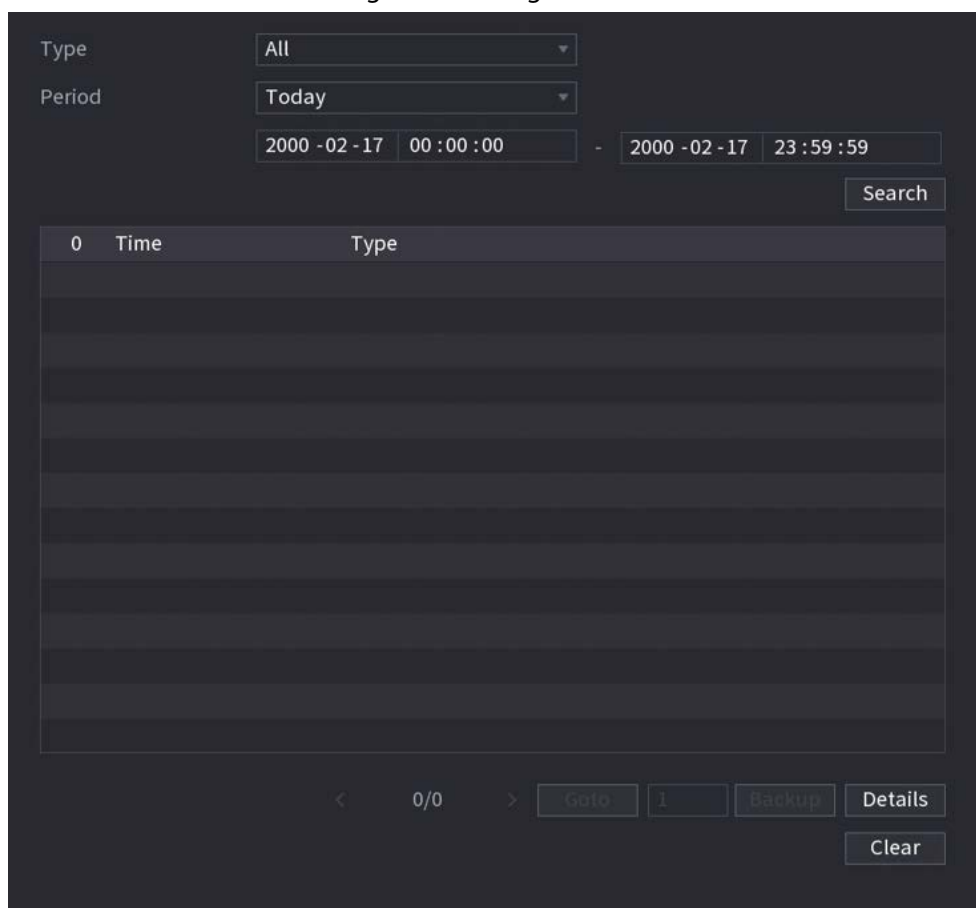 Type All
Period Today
2000 -02 -17 00 :00 :00 - 2000 -02 -17 23 :59 :59
Search
0 Time Type
< 0/0 > Goto 1 Backup Details
Clear